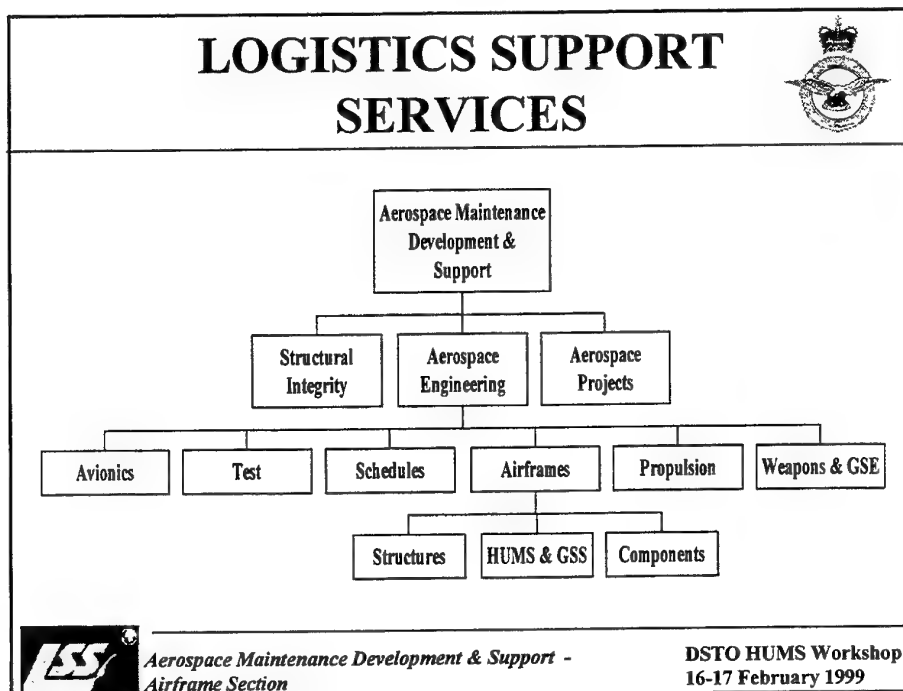 LOGISTICS SUPPORT
SERVICES
Aerospace Maintenance
Development &
Support
Structural
Integrity
Aerospace
Engineering
Aerospace
Projects
Avionics
Test
Schedules
Airframes
Propulsion
Weapons & GSE
Structures
HUMS & GSS
Components
LSS
Aerospace Maintenance Development & Support -
Airframe Section
DSTO HUMS Workshop
16-17 February 1999